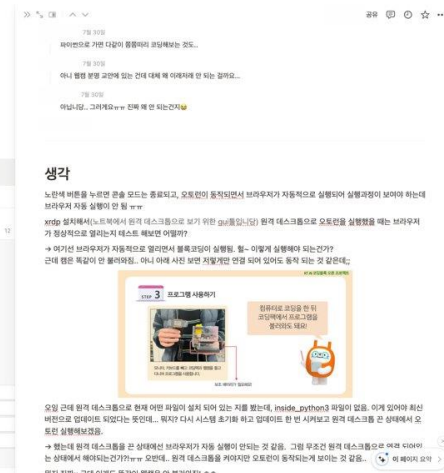 공유
7월 30일
파이썬으로 가면 다같이 쫌쫌따리 코딩해보는 것도..
7월 30일
아니 웹캠 분명 교안에 있는 건데 대체 왜 이래저래 안 되는 걸까요...
7월 30일
아닙니당.. 그러게요ㅠㅠ 진짜 왜 안 되는건지😂
생각
노란색 버튼을 누르면 콘솔 모드는 종료되고, 오토런이 동작되면서 브라우저가 자동적으로 실행되어 실행과정이 보여야 하는데
브라우저 자동 실행이 안 됨 ㅠㅠ
xrdp 설치해서(노트북에서 원격 데스크톱으로 보기 위한 gui툴입니당) 원격 데스크톱으로 오토런을 실행했을 때는 브라우저
가 정상적으로 열리는지 테스트 해보면 어떨까?
→ 여기선 브라우저가 자동적으로 열리면서 블록코딩이 실행됨. 헐~ 이렇게 실행해야 되는건가?
근데 캠은 똑같이 안 불러와짐.. 아니 아래 사진 보면 저렇게만 연결 되어 있어도 동작 되는 것 같은데;;
STEP 3 프로그램 사용하기
컴퓨터로 코딩을 한 뒤
코딩팩에서 프로그램을
불러와도 돼요!
12
오잉 근데 원격 데스크톱으로 현재 어떤 파일이 설치 되어 있는 지를 봤는데, inside_python3 파일이 없음. 이게 있어야 최신
버전으로 업데이트 되었다는 뜻인데... 뭐지? 다시 시스템 초기화 하고 업데이트 한 번 시켜보고 원격 데스크톱 끈 상태에서 오
토런 실행해보겠음.
→ 했는데 원격 데스크톱을 끈 상태에선 브라우저가 자동 실행이 안되는 것 같음. 그럼 무조건 원격 데스크톱으로 연결 되어있
는 상태에서 해야되는건가?!ㅠㅠㅠ 오반데.. 원격 데스크톱을 켜야지만 오토런이 동작되는게 보이는 것 같음..
이 페이지 요약